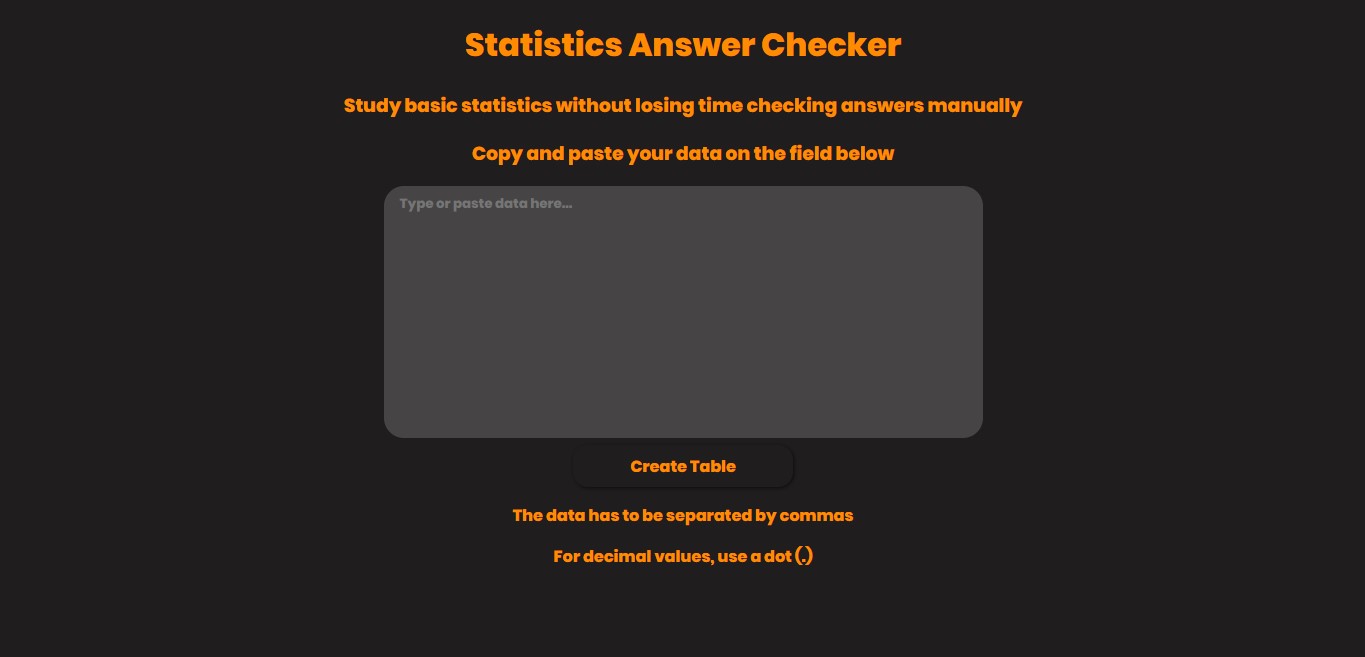 Statistics Answer Checker
Study basic statistics without losing time checking answers manually
Copy and paste your data on the field below
Type or paste data here...
Create Table
The data has to be separated by commas
For decimal values, use a dot (.)